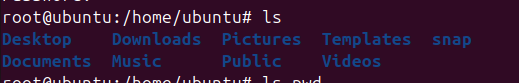 root@ubuntu:/home/ubuntu# ls
Desktop Downloads Pictures Templates snap
Documents Music Public Videos
root@ubuntu:/home/ubuntu# ls pwd